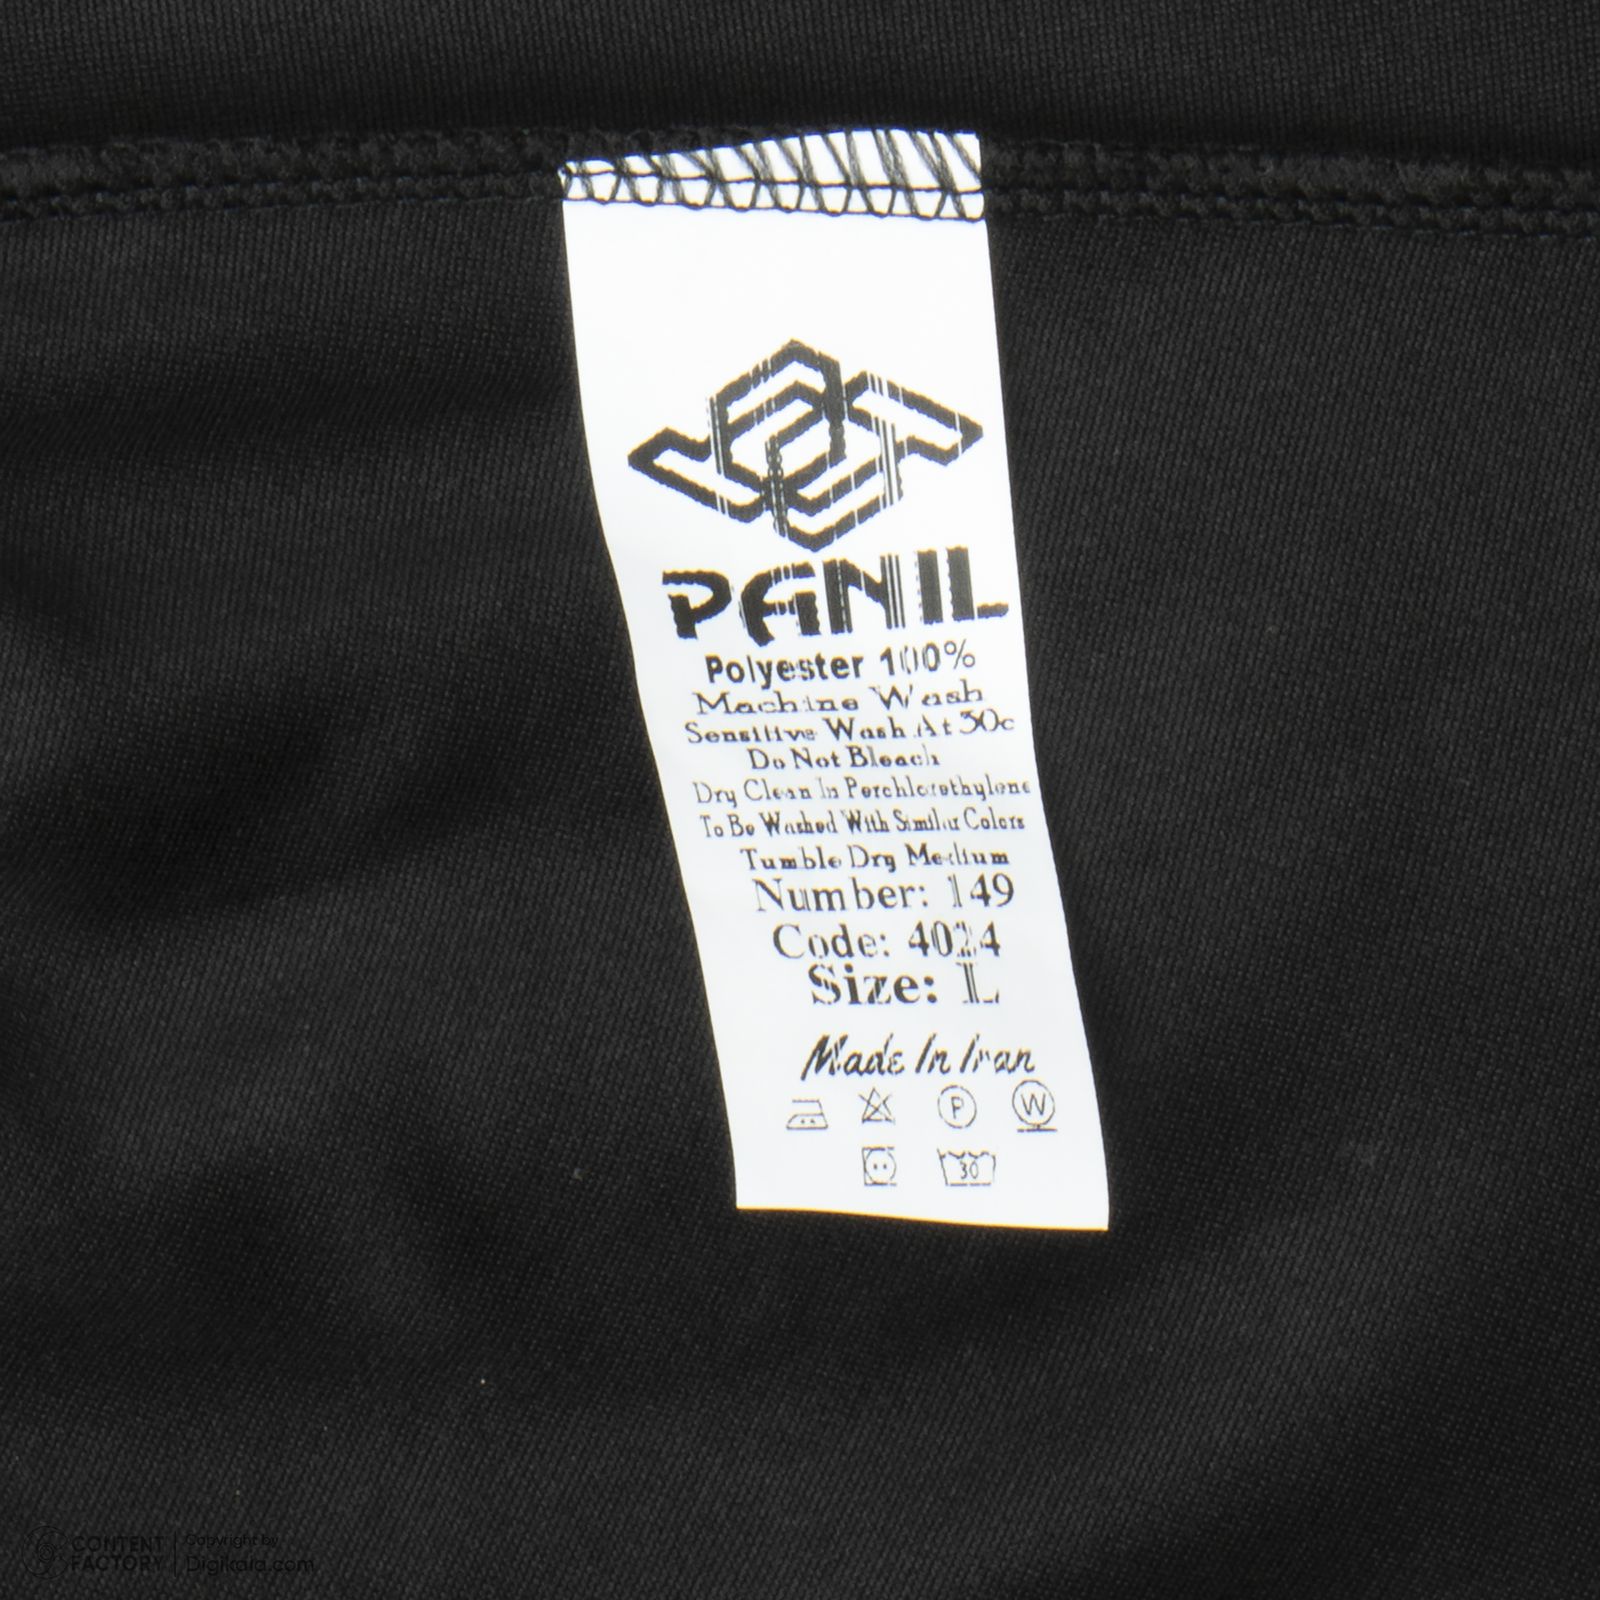 PANIL
Polyester 100%
Machine Wash
Sensitive Wash At 30c
Do Not Bleach
Dry Clean In Perchlorethylene
To Be Washed With Similar Colors
Tumble Dry Medium
Number: 149
Code: 4024
Size: L
Made In Iran
P W
30
CONTENT FACTORY
Copyright by
Digikala.com